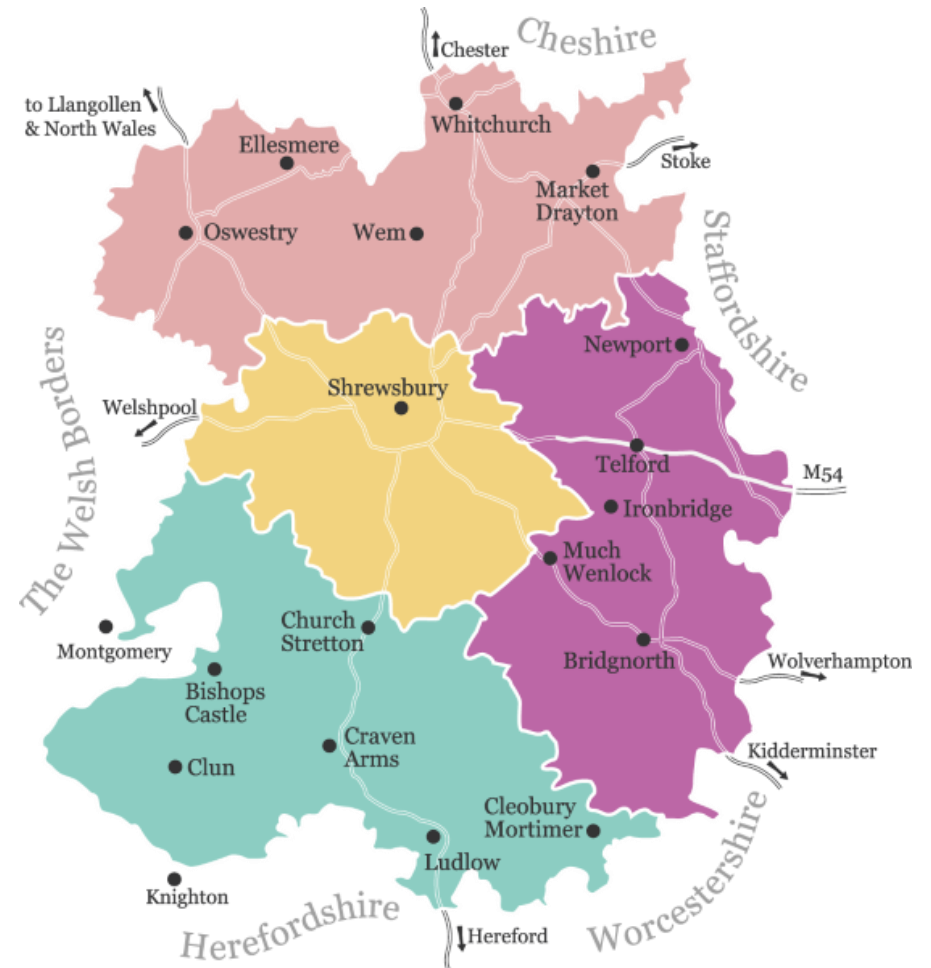 Cheshire
Chester
to Llangollen
& North Wales
Whitchurch
Ellesmere
Stoke
Market
Drayton
Oswestry
Wem
Staffordshire
The Welsh Borders
Newport
Shrewsbury
Welshpool
Telford
M54
Ironbridge
Much
Wenlock
Church
Stretton
Montgomery
Bridgnorth
Wolverhampton
Bishops
Castle
Craven
Arms
Kidderminster
Clun
Cleobury
Mortimer
Ludlow
Knighton
Herefordshire
Hereford
Worcestershire